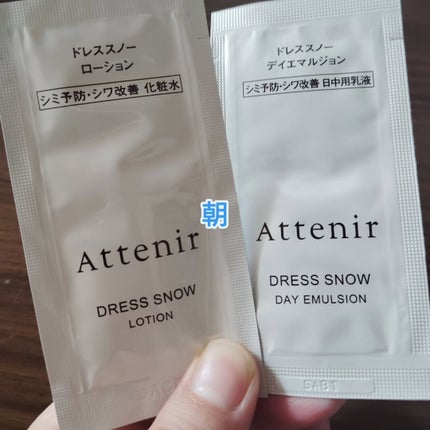 ドレススノー
ローション
シミ予防・シワ改善 化粧水
Attenir
DRESS SNOW
LOTION
ドレススノー
デイエマルジョン
シミ予防・シワ改善 日中用乳液
Attenir
DRESS SNOW
DAY EMULSION
SAB1
朝